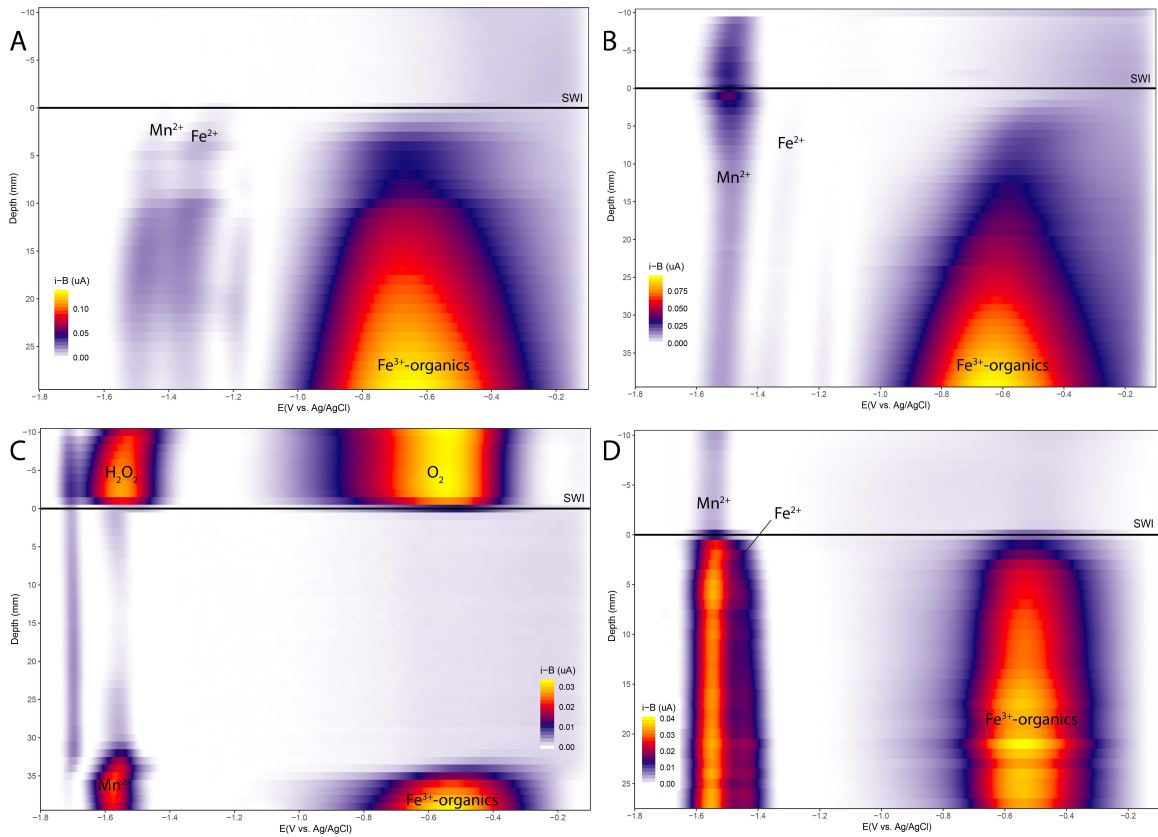 A
−10
−5
0
5
10
15
20
25
Depth (mm)
SWI
Mn²⁺
Fe²⁺
i−B (uA)
0.10
0.05
0.00
Fe³⁺-organics
−1.8
−1.6
−1.4
−1.2
−1.0
−0.8
−0.6
−0.4
−0.2
E(V vs. Ag/AgCl)
B
−10
−5
0
5
10
15
20
25
30
35
Depth (mm)
SWI
Fe²⁺
Mn²⁺
i−B (uA)
0.075
0.050
0.025
0.000
Fe³⁺-organics
−1.8
−1.6
−1.4
−1.2
−1.0
−0.8
−0.6
−0.4
−0.2
E(V vs. Ag/AgCl)
C
−10
−5
0
5
10
15
20
25
30
35
Depth (mm)
H₂O₂
O₂
SWI
i−B (uA)
0.03
0.02
0.01
0.00
Mn²⁺
Fe³⁺-organics
−1.8
−1.6
−1.4
−1.2
−1.0
−0.8
−0.6
−0.4
−0.2
E(V vs. Ag/AgCl)
D
−10
−5
0
5
10
15
20
25
Depth (mm)
Mn²⁺
Fe²⁺
SWI
i−B (uA)
0.04
0.03
0.02
0.01
0.00
Fe³⁺-organics
−1.8
−1.6
−1.4
−1.2
−1.0
−0.8
−0.6
−0.4
−0.2
E(V vs. Ag/AgCl)